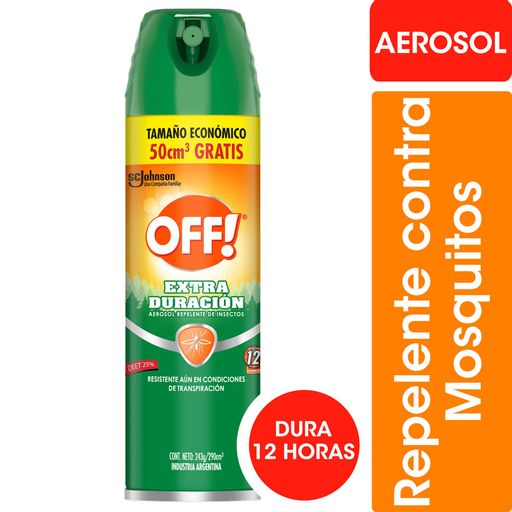 AEROSOL
Repelente contra
Mosquitos
TAMAÑO ECONÓMICO
50cm³ GRATIS
SC Johnson
Una Compañía Familiar
OFF!®
EXTRA
DURACIÓN
AEROSOL REPELENTE DE INSECTOS
12
DEET 25%
RESISTENTE AÚN EN CONDICIONES
DE TRANSPIRACIÓN
CONT. NETO: 243g/290cm³
INDUSTRIA ARGENTINA
DURA
12 HORAS